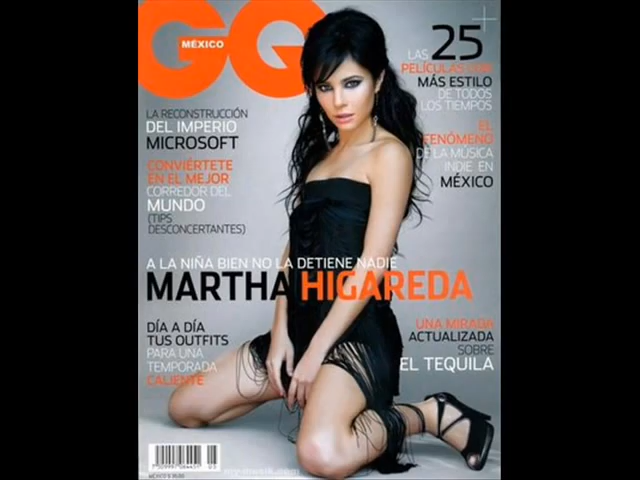 GQ
MÉXICO
LAS 25
PELÍCULAS CON
MÁS ESTILO
DE TODOS
LOS TIEMPOS
LA RECONSTRUCCIÓN
DEL IMPERIO
MICROSOFT
CONVIÉRTETE
EN EL MEJOR
CORREDOR DEL
MUNDO
(TIPS
DESCONCERTANTES)
EL
FENÓMENO
DE LA MÚSICA
INDIE EN
MÉXICO
A LA NIÑA BIEN NO LA DETIENE NADIE
MARTHA HIGAREDA
DÍA A DÍA
TUS OUTFITS
PARA UNA
TEMPORADA
CALIENTE
UNA MIRADA
ACTUALIZADA
SOBRE
EL TEQUILA